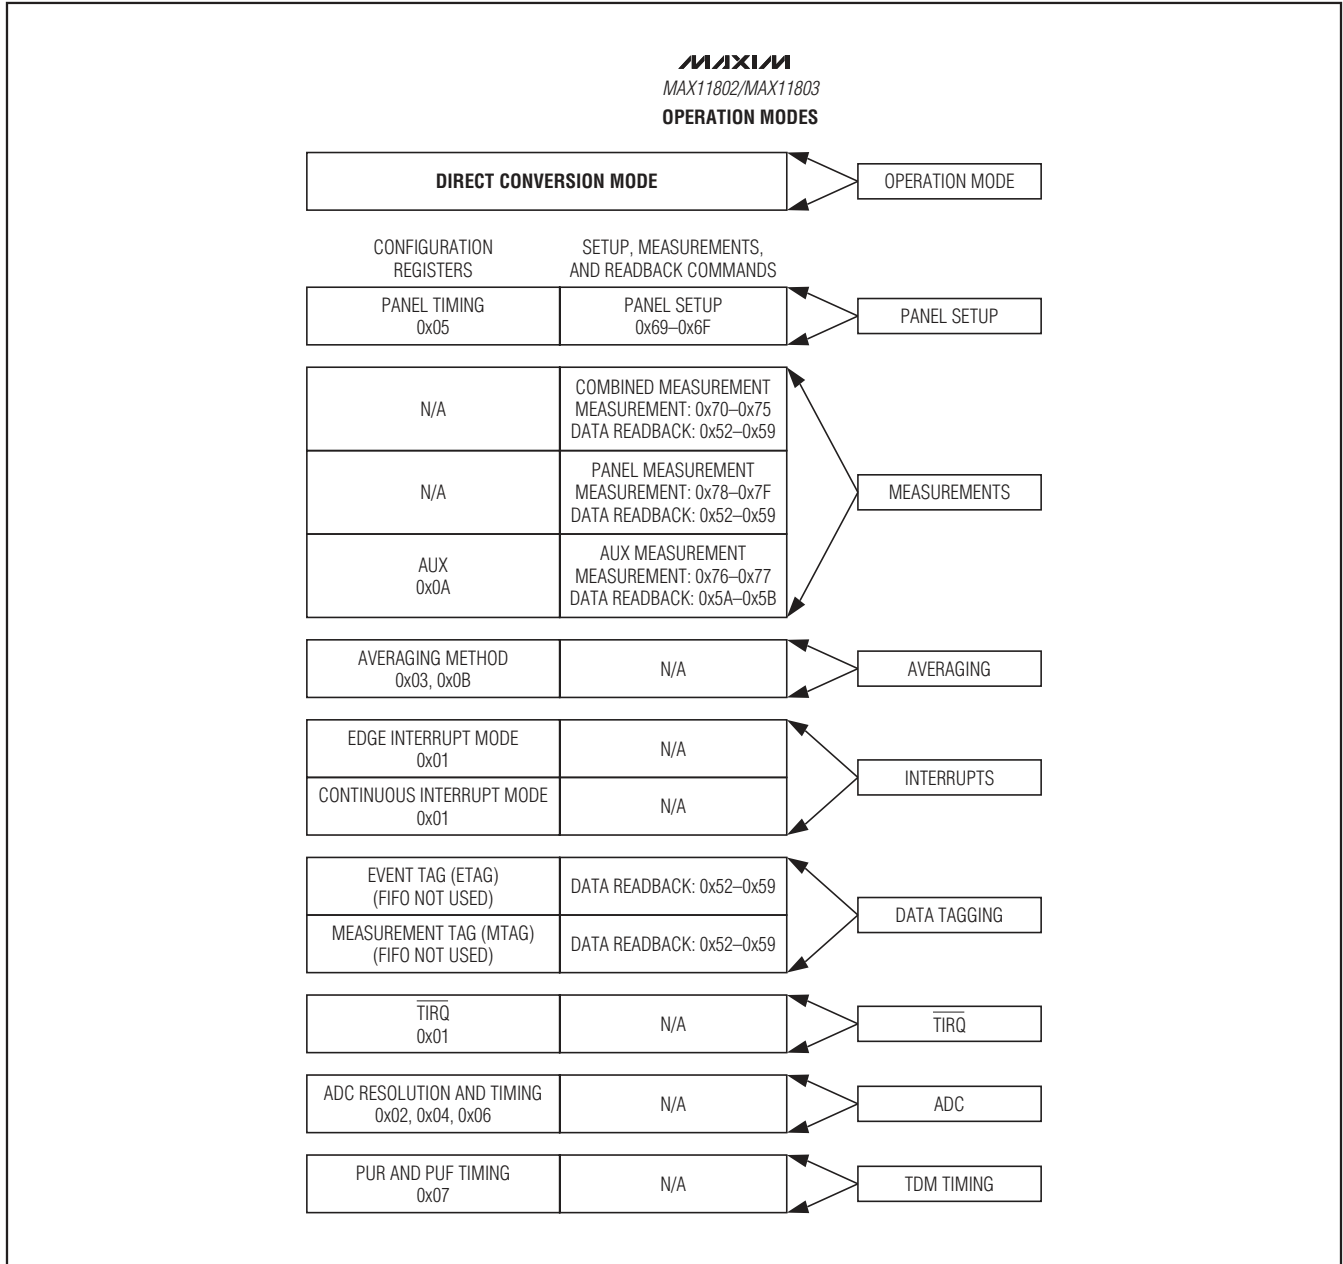 MAXIM
MAX11802/MAX11803
OPERATION MODES
DIRECT CONVERSION MODE
OPERATION MODE
CONFIGURATION
REGISTERS
SETUP, MEASUREMENTS,
AND READBACK COMMANDS
PANEL TIMING
0x05
PANEL SETUP
0x69–0x6F
PANEL SETUP
N/A
COMBINED MEASUREMENT
MEASUREMENT: 0x70–0x75
DATA READBACK: 0x52–0x59
N/A
PANEL MEASUREMENT
MEASUREMENT: 0x78–0x7F
DATA READBACK: 0x52–0x59
MEASUREMENTS
AUX
0x0A
AUX MEASUREMENT
MEASUREMENT: 0x76–0x77
DATA READBACK: 0x5A–0x5B
AVERAGING METHOD
0x03, 0x0B
N/A
AVERAGING
EDGE INTERRUPT MODE
0x01
N/A
INTERRUPTS
CONTINUOUS INTERRUPT MODE
0x01
N/A
EVENT TAG (ETAG)
(FIFO NOT USED)
DATA READBACK: 0x52–0x59
DATA TAGGING
MEASUREMENT TAG (MTAG)
(FIFO NOT USED)
DATA READBACK: 0x52–0x59
TIRQ
0x01
N/A
TIRQ
ADC RESOLUTION AND TIMING
0x02, 0x04, 0x06
N/A
ADC
PUR AND PUF TIMING
0x07
N/A
TDM TIMING